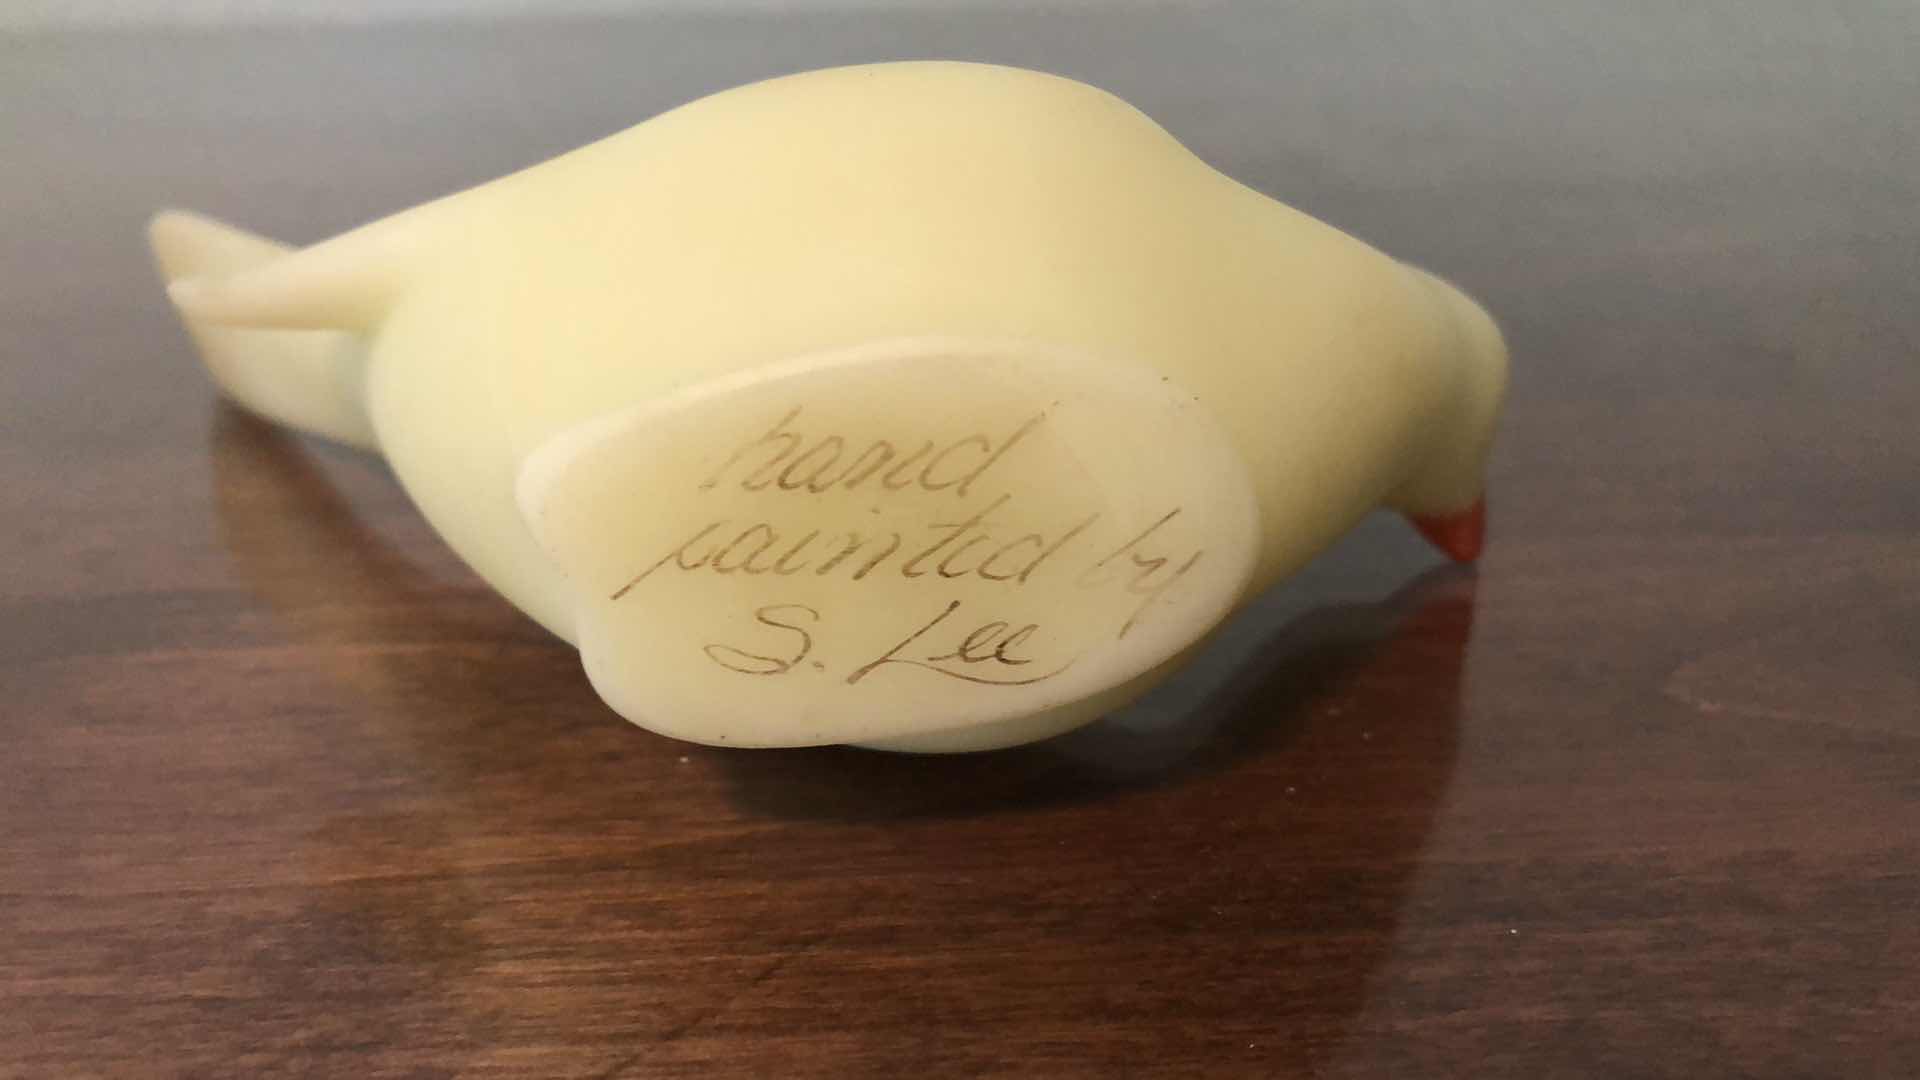 hand
painted by
S. Lee